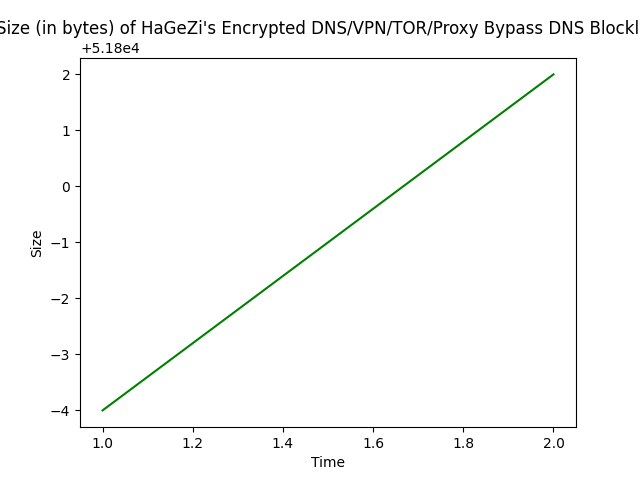 Size (in bytes) of HaGeZi's Encrypted DNS/VPN/TOR/Proxy Bypass DNS Blockl
+5.18e4
2
1
0
−1
−2
−3
−4
Size
1.0 1.2 1.4 1.6 1.8 2.0
Time